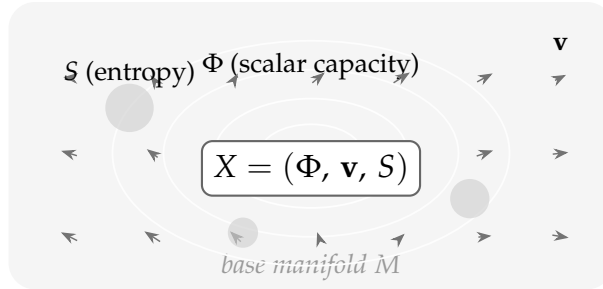 v
S (entropy) Φ (scalar capacity)
X = (Φ, v, S)
base manifold M